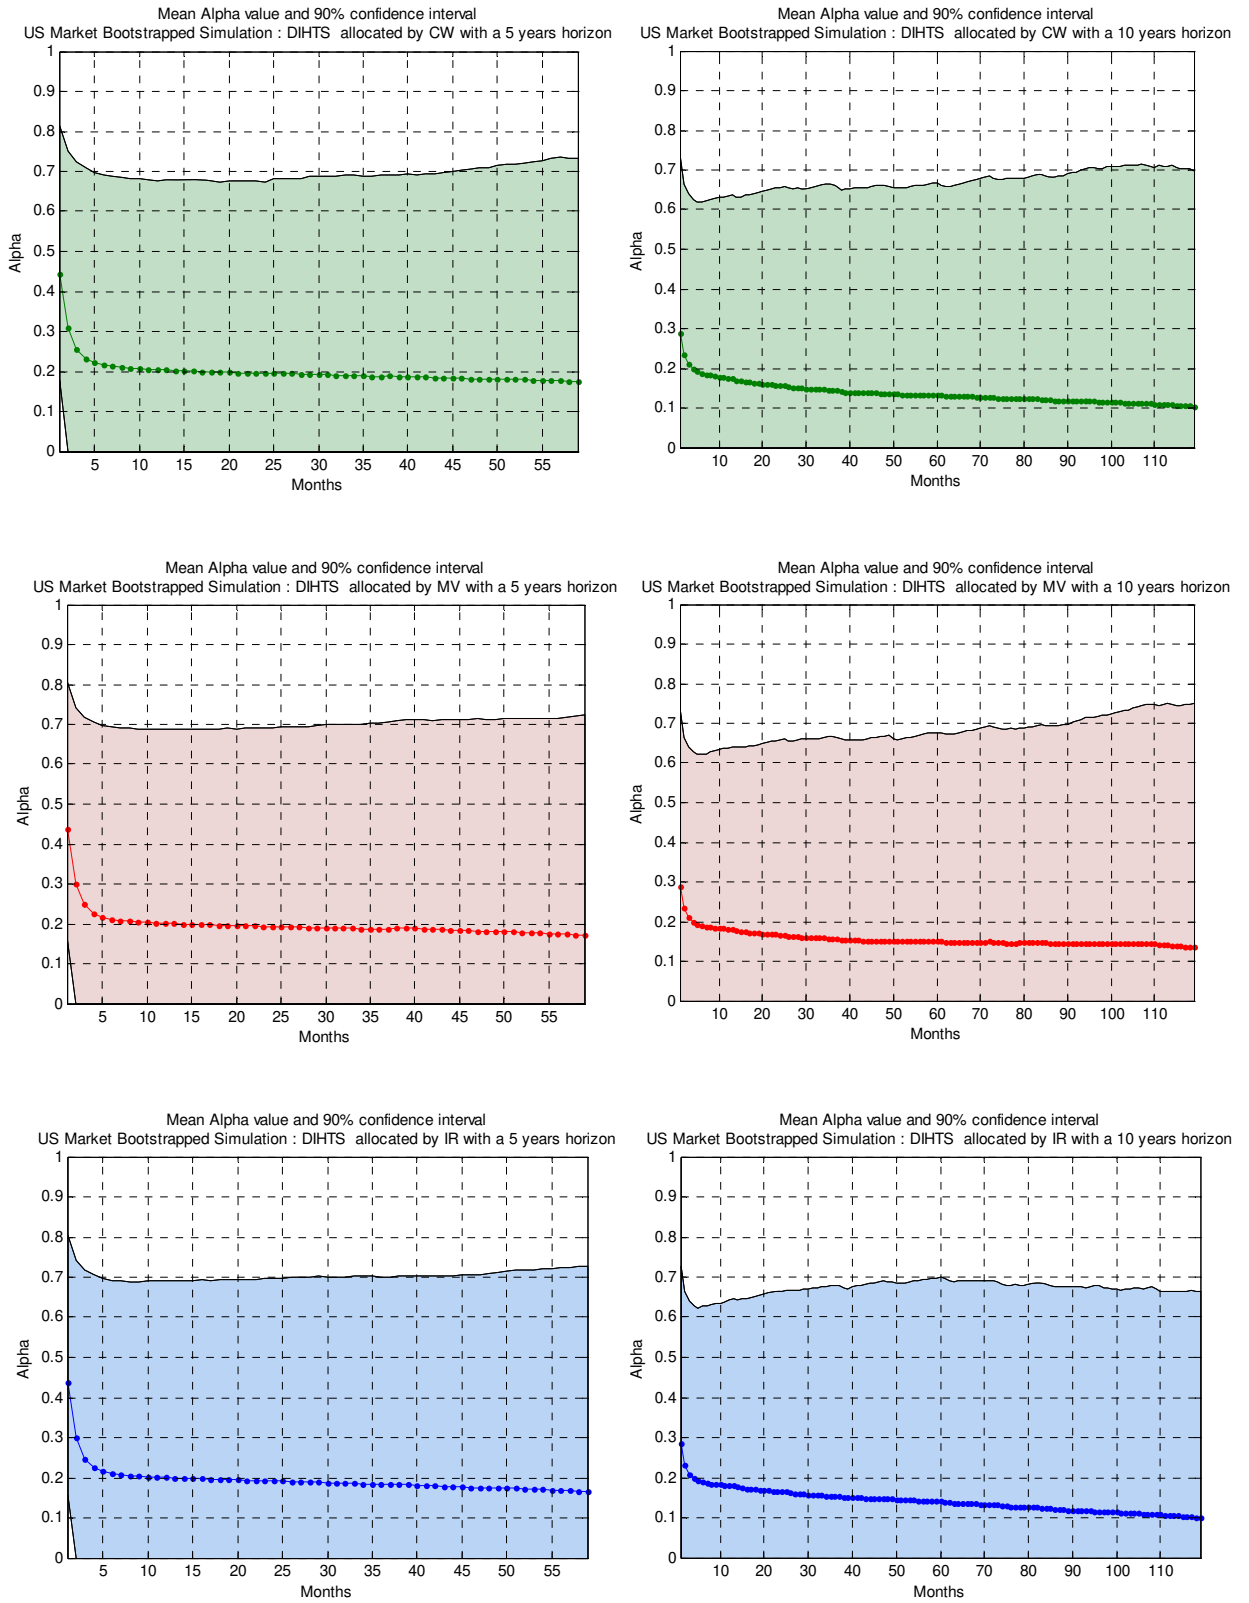 Mean Alpha value and 90% confidence interval
US Market Bootstrapped Simulation : DIHTS allocated by CW with a 5 years horizon
1
0.9
0.8
0.7
0.6
0.5
0.4
0.3
0.2
0.1
0
Alpha
5 10 15 20 25 30 35 40 45 50 55
Months
Mean Alpha value and 90% confidence interval
US Market Bootstrapped Simulation : DIHTS allocated by CW with a 10 years horizon
1
0.9
0.8
0.7
0.6
0.5
0.4
0.3
0.2
0.1
0
Alpha
10 20 30 40 50 60 70 80 90 100 110
Months
Mean Alpha value and 90% confidence interval
US Market Bootstrapped Simulation : DIHTS allocated by MV with a 5 years horizon
1
0.9
0.8
0.7
0.6
0.5
0.4
0.3
0.2
0.1
0
Alpha
5 10 15 20 25 30 35 40 45 50 55
Months
Mean Alpha value and 90% confidence interval
US Market Bootstrapped Simulation : DIHTS allocated by MV with a 10 years horizon
1
0.9
0.8
0.7
0.6
0.5
0.4
0.3
0.2
0.1
0
Alpha
10 20 30 40 50 60 70 80 90 100 110
Months
Mean Alpha value and 90% confidence interval
US Market Bootstrapped Simulation : DIHTS allocated by IR with a 5 years horizon
1
0.9
0.8
0.7
0.6
0.5
0.4
0.3
0.2
0.1
0
Alpha
5 10 15 20 25 30 35 40 45 50 55
Months
Mean Alpha value and 90% confidence interval
US Market Bootstrapped Simulation : DIHTS allocated by IR with a 10 years horizon
1
0.9
0.8
0.7
0.6
0.5
0.4
0.3
0.2
0.1
0
Alpha
10 20 30 40 50 60 70 80 90 100 110
Months